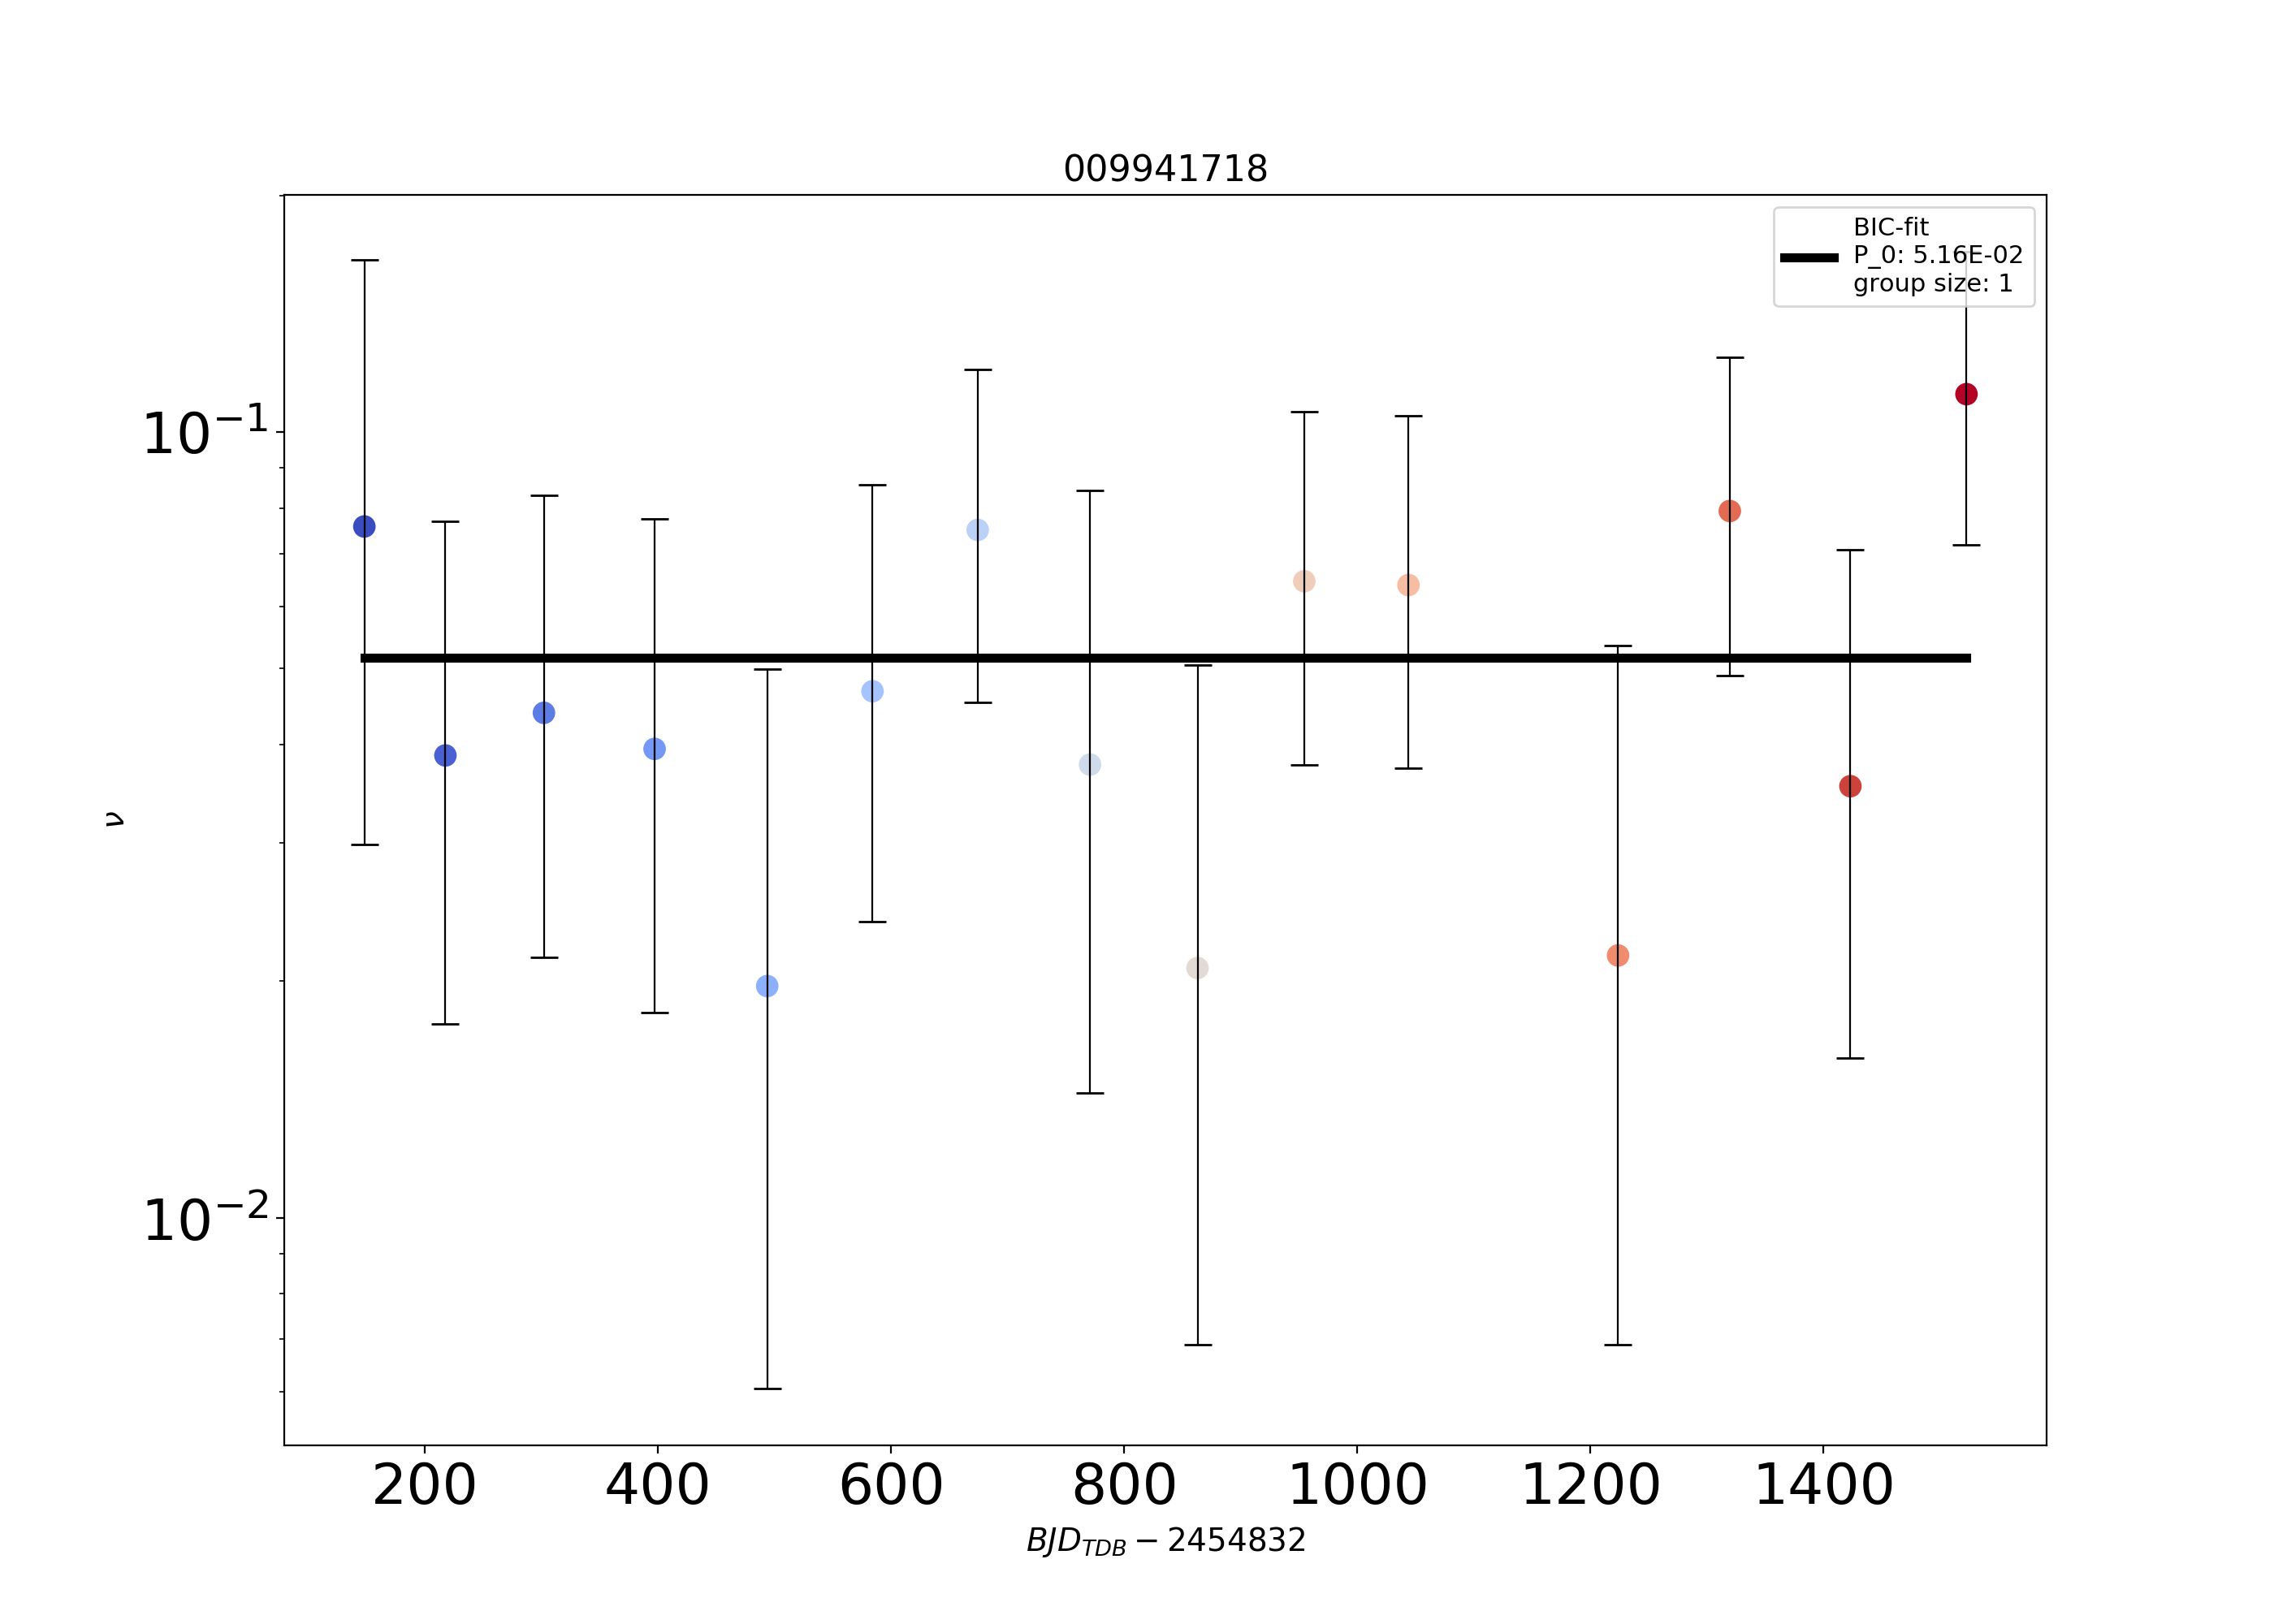 009941718
BIC-fit
P_0: 5.16E-02
group size: 1
10⁻¹
10⁻²
ν
200 400 600 800 1000 1200 1400
BJD_TDB − 2454832